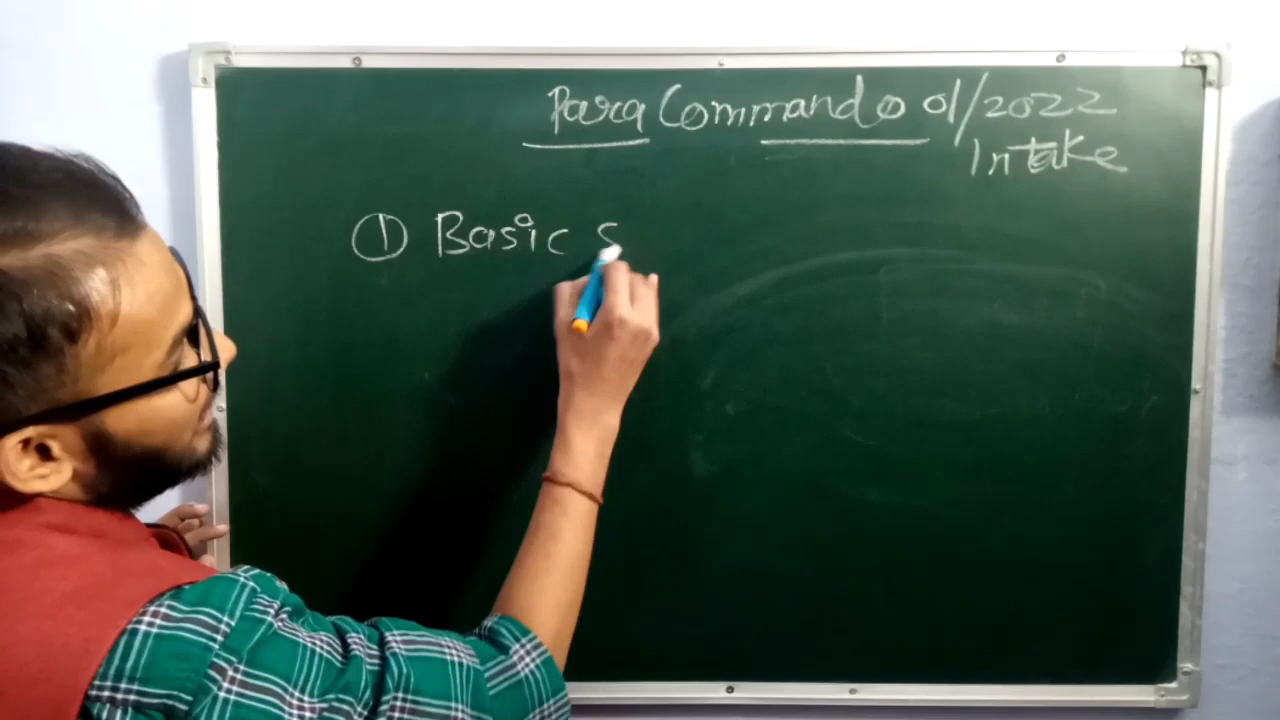 Para Commando 01/2022
Intake
① Basic S